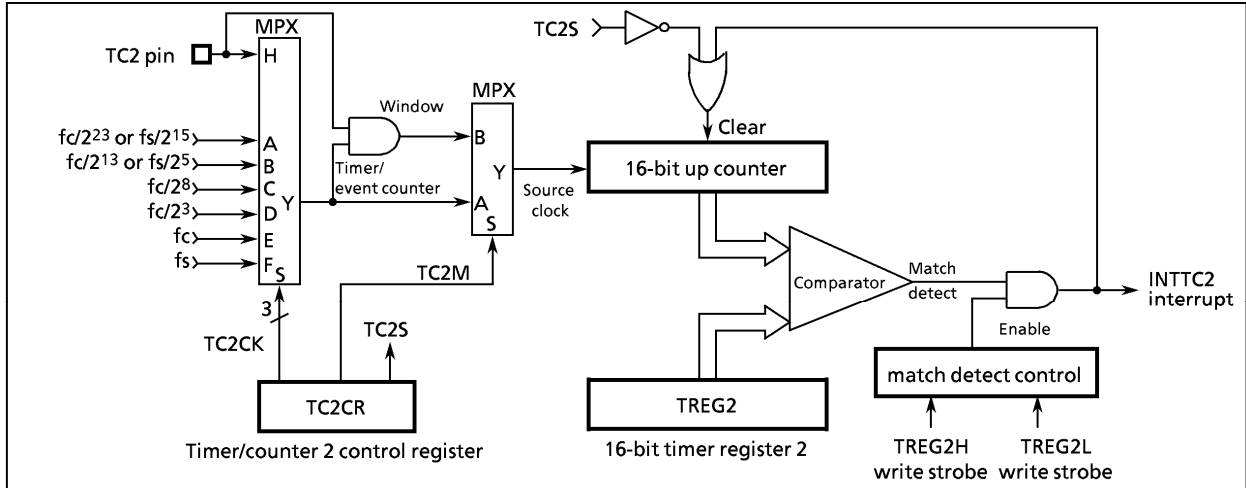 MPX
TC2 pin
H
fc/2²³ or fs/2¹⁵
A
fc/2¹³ or fs/2⁵
B
fc/2⁸
C
fc/2³
D
fc
E
fs
F
Y
S
3
TC2CK
Window
Timer/
event counter
MPX
B
Y
A
S
TC2M
TC2S
TC2CR
Timer/counter 2 control register
Source
clock
TC2S
Clear
16-bit up counter
Comparator
Match
detect
Enable
INTTC2
interrupt
TREG2
16-bit timer register 2
match detect control
TREG2H
write strobe
TREG2L
write strobe